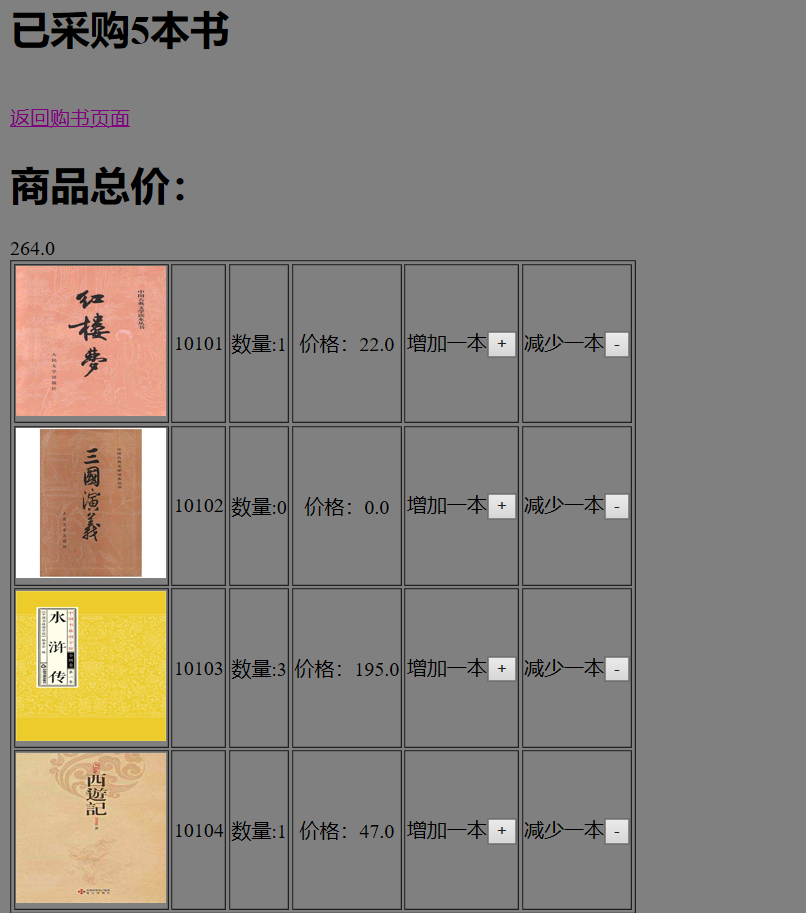 已采购5本书
返回购书页面
商品总价：
264.0
红楼梦
10101 数量:1 价格：22.0 增加一本 + 减少一本 -
三國演義
10102 数量:0 价格：0.0 增加一本 + 减少一本 -
水浒传
10103 数量:3 价格：195.0 增加一本 + 减少一本 -
西遊記
10104 数量:1 价格：47.0 增加一本 + 减少一本 -